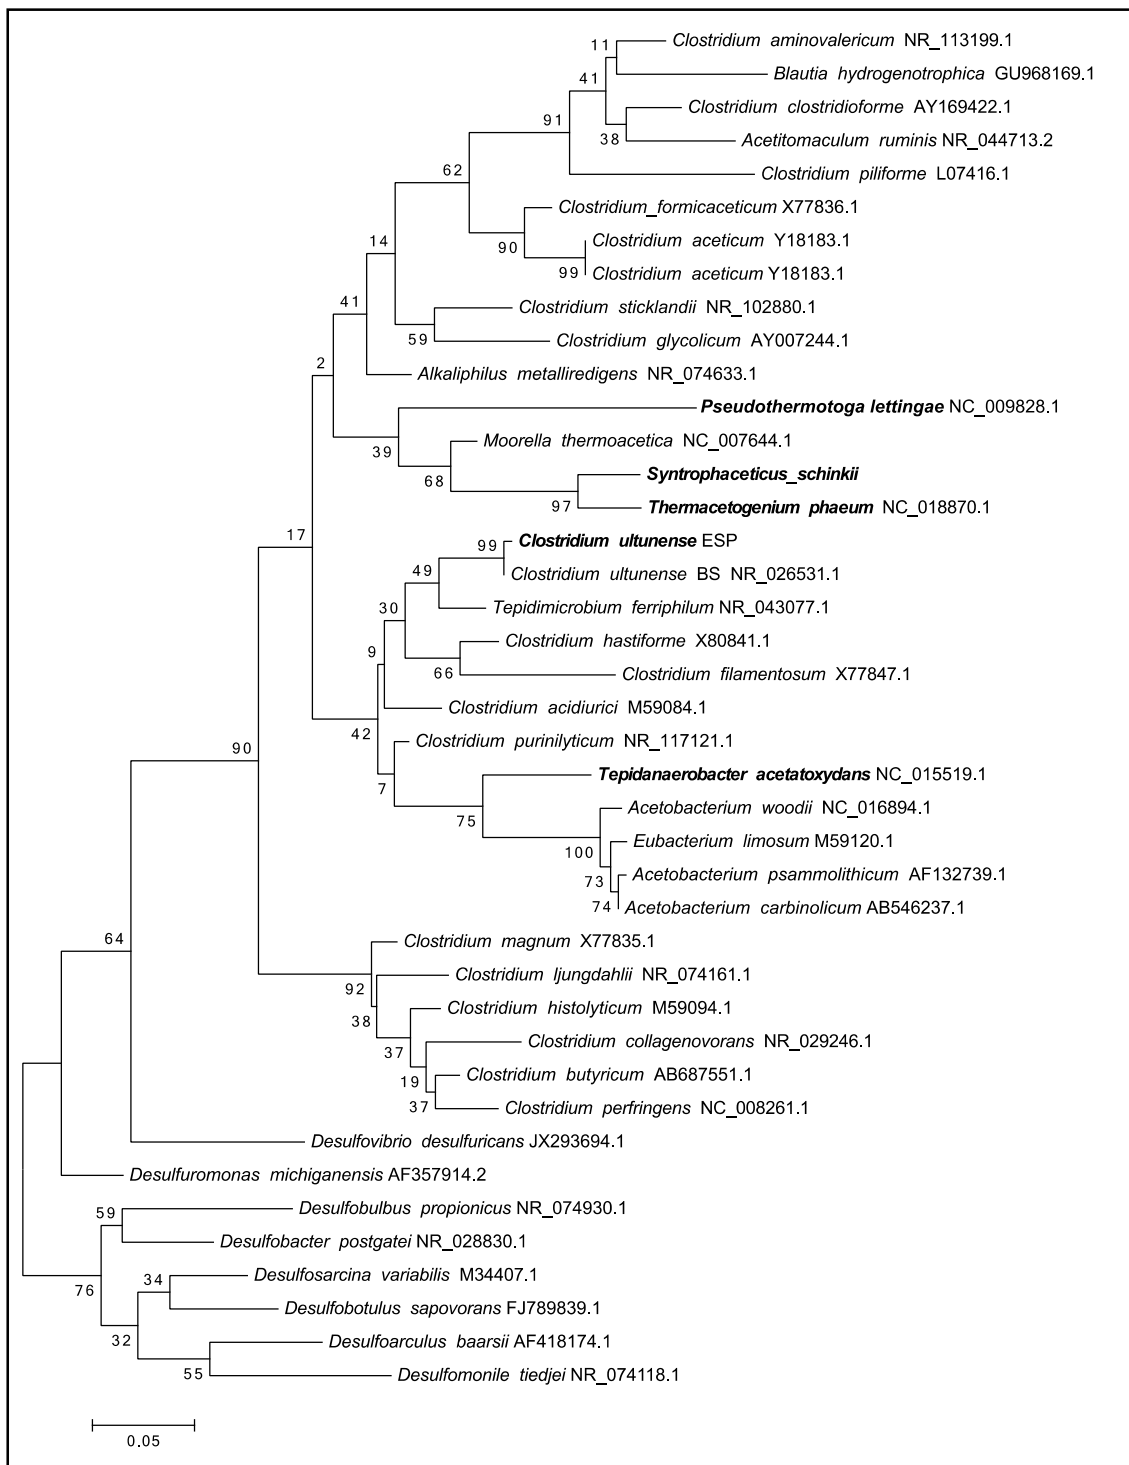 Clostridium aminovalericum NR_113199.1
11
Blautia hydrogenotrophica GU968169.1
41
Clostridium clostridioforme AY169422.1
91
38
Acetitomaculum ruminis NR_044713.2
62
Clostridium piliforme L07416.1
Clostridium_formicaceticum X77836.1
14
90
Clostridium aceticum Y18183.1
99
Clostridium aceticum Y18183.1
41
Clostridium sticklandii NR_102880.1
59
Clostridium glycolicum AY007244.1
2
Alkaliphilus metalliredigens NR_074633.1
Pseudothermotoga lettingae NC_009828.1
39
Moorella thermoacetica NC_007644.1
68
Syntrophaceticus_schinkii
97
Thermacetogenium phaeum NC_018870.1
17
99
Clostridium ultunense ESP
49
Clostridium ultunense BS NR_026531.1
30
Tepidimicrobium ferriphilum NR_043077.1
Clostridium hastiforme X80841.1
9
66
Clostridium filamentosum X77847.1
Clostridium acidiurici M59084.1
42
90
Clostridium purinilyticum NR_117121.1
7
Tepidanaerobacter acetatoxydans NC_015519.1
75
Acetobacterium woodii NC_016894.1
100
Eubacterium limosum M59120.1
73
Acetobacterium psammolithicum AF132739.1
74
Acetobacterium carbinolicum AB546237.1
64
Clostridium magnum X77835.1
92
Clostridium ljungdahlii NR_074161.1
38
Clostridium histolyticum M59094.1
37
Clostridium collagenovorans NR_029246.1
19
Clostridium butyricum AB687551.1
37
Clostridium perfringens NC_008261.1
Desulfovibrio desulfuricans JX293694.1
Desulfuromonas michiganensis AF357914.2
59
Desulfobulbus propionicus NR_074930.1
Desulfobacter postgatei NR_028830.1
76
34
Desulfosarcina variabilis M34407.1
Desulfobotulus sapovorans FJ789839.1
32
Desulfoarculus baarsii AF418174.1
55
Desulfomonile tiedjei NR_074118.1
0.05